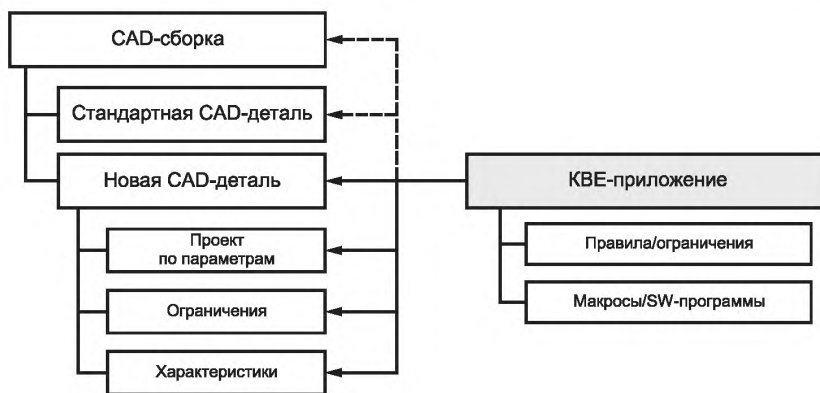 CAD-сборка
Стандартная CAD-деталь
Новая CAD-деталь
Проект
по параметрам
Ограничения
Характеристики
КВЕ-приложение
Правила/ограничения
Макросы/SW-программы